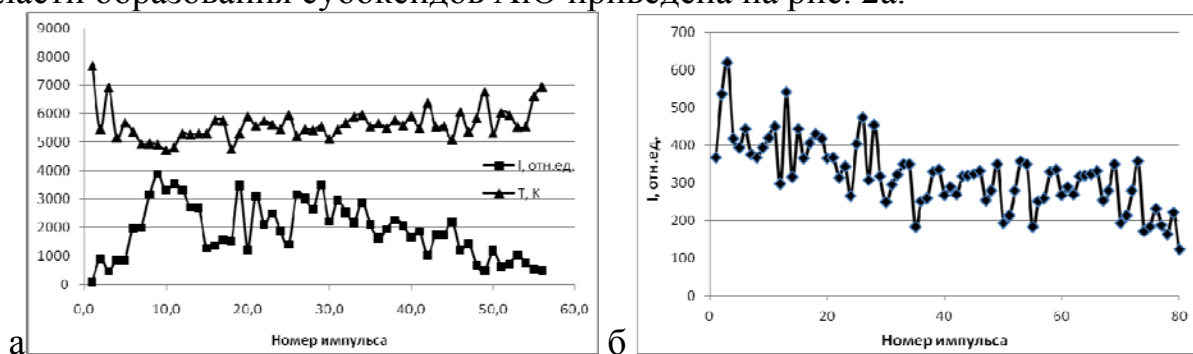 ласти образования субоксидов AlO приведена на рис. 2а.
9000
8000
7000
6000
5000
4000
3000
2000
1000
0
0,0 10,0 20,0 30,0 40,0 50,0 60,0
Номер импульса
I, отн.ед.
T, K
а
700
600
500
400
300
200
100
0
0 20 40 60 80
I, отн.ед.
Номер импульса
б